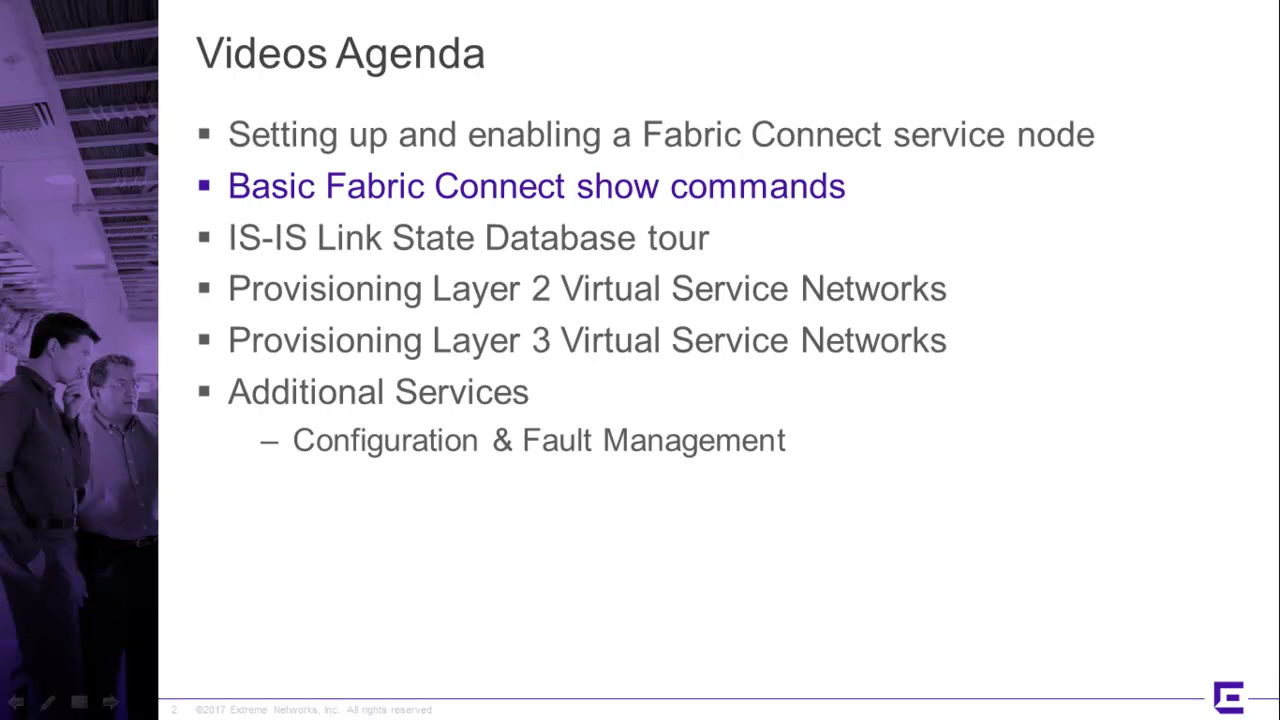 Videos Agenda
▪ Setting up and enabling a Fabric Connect service node
▪ Basic Fabric Connect show commands
▪ IS-IS Link State Database tour
▪ Provisioning Layer 2 Virtual Service Networks
▪ Provisioning Layer 3 Virtual Service Networks
▪ Additional Services
– Configuration & Fault Management
2 ©2017 Extreme Networks, Inc. All rights reserved